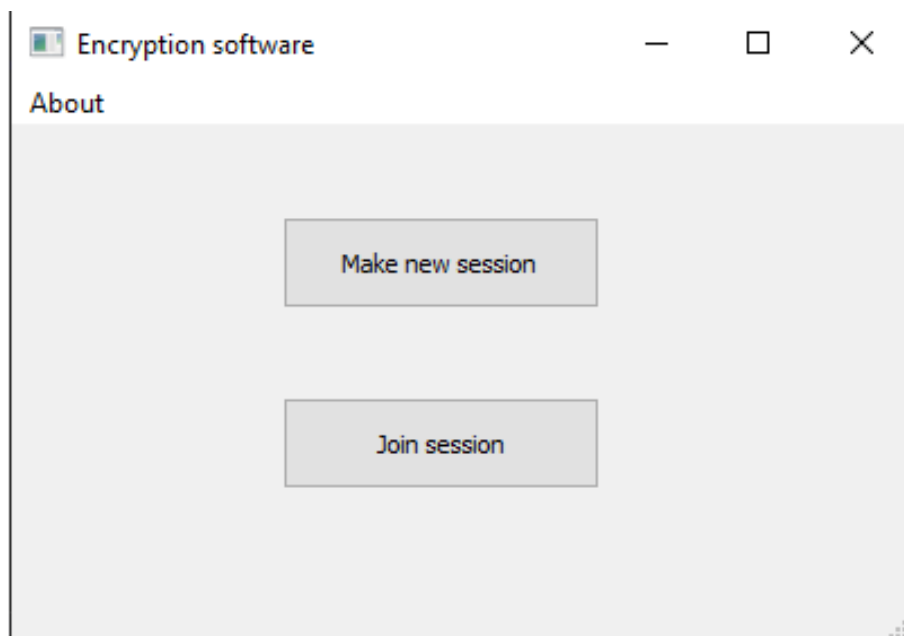 Encryption software
About
Make new session
Join session